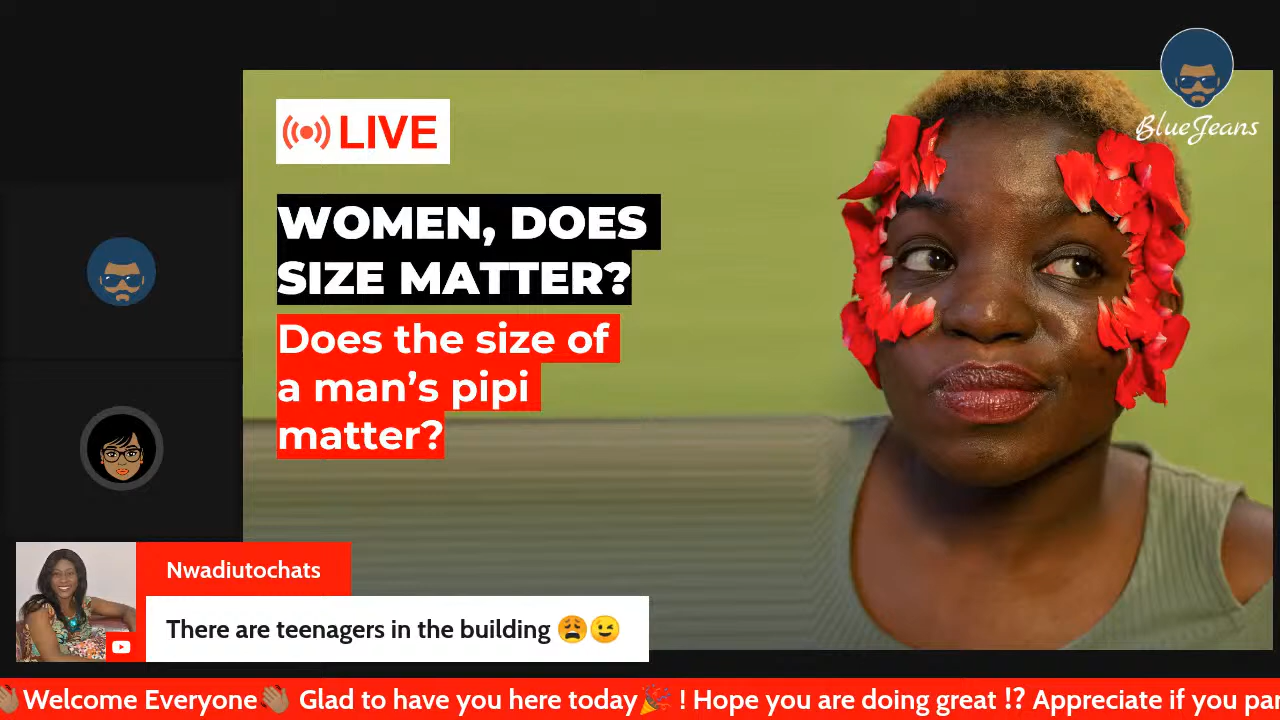 BlueJeans
LIVE
WOMEN, DOES
SIZE MATTER?
Does the size of
a man’s pipi
matter?
Nwadiutochats
There are teenagers in the building 😩😉
👋🏽Welcome Everyone👋🏽 Glad to have you here today🎉 ! Hope you are doing great !? Appreciate if you par